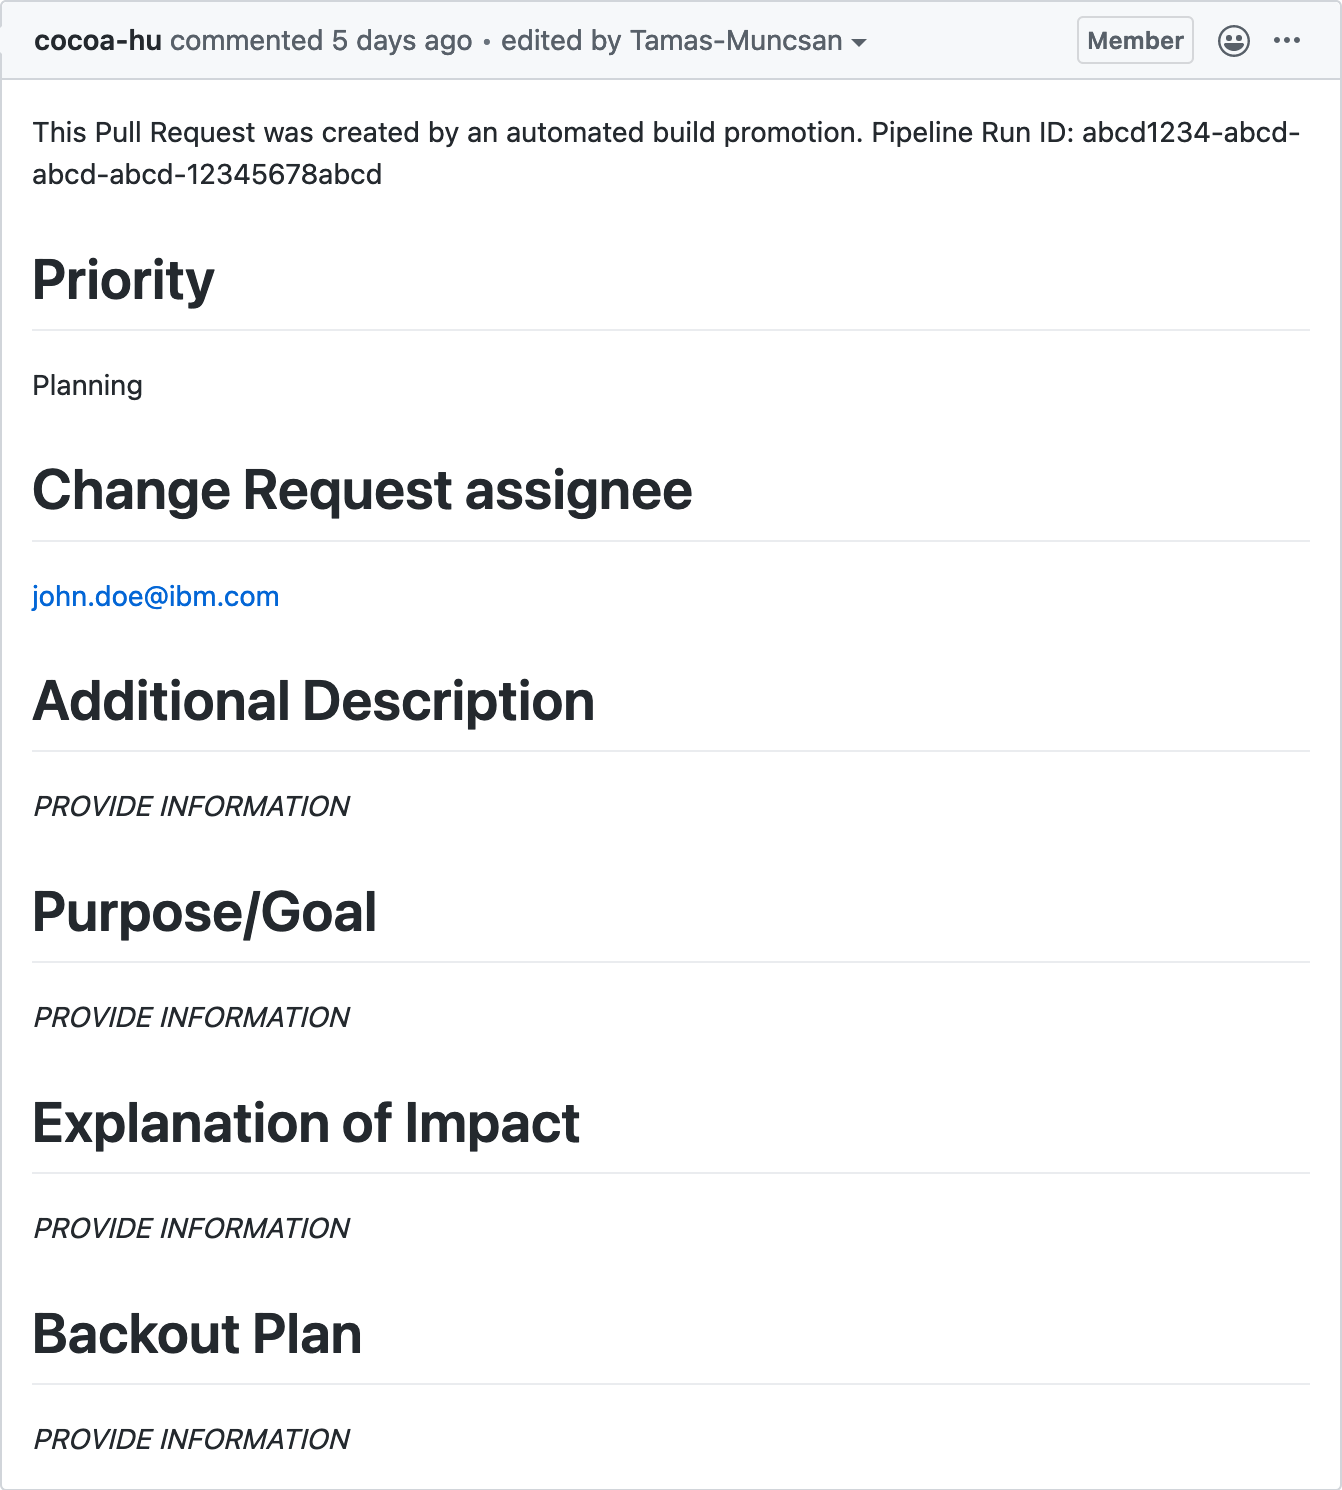 cocoa-hu commented 5 days ago • edited by Tamas-Muncsan
Member
This Pull Request was created by an automated build promotion. Pipeline Run ID: abcd1234-abcd-
abcd-abcd-12345678abcd
Priority
Planning
Change Request assignee
john.doe@ibm.com
Additional Description
PROVIDE INFORMATION
Purpose/Goal
PROVIDE INFORMATION
Explanation of Impact
PROVIDE INFORMATION
Backout Plan
PROVIDE INFORMATION